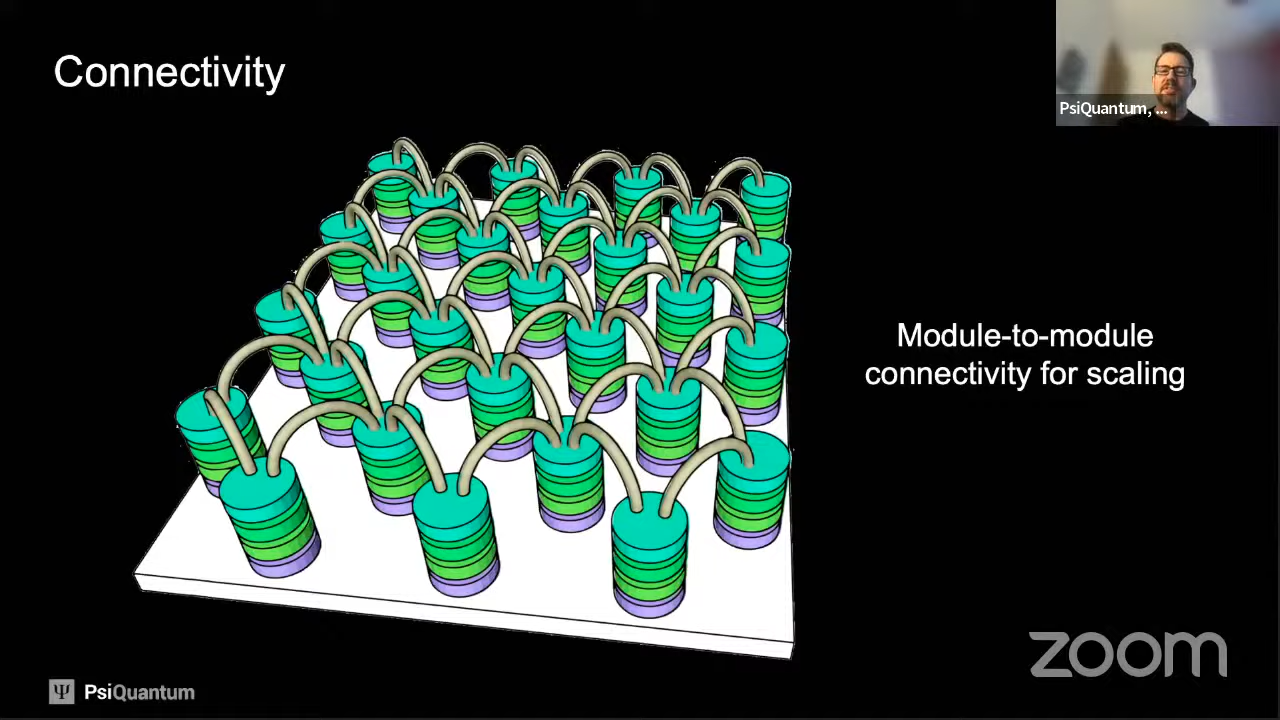 Connectivity
PsiQuantum, ...
Module-to-module
connectivity for scaling
zoom
Ψ PsiQuantum